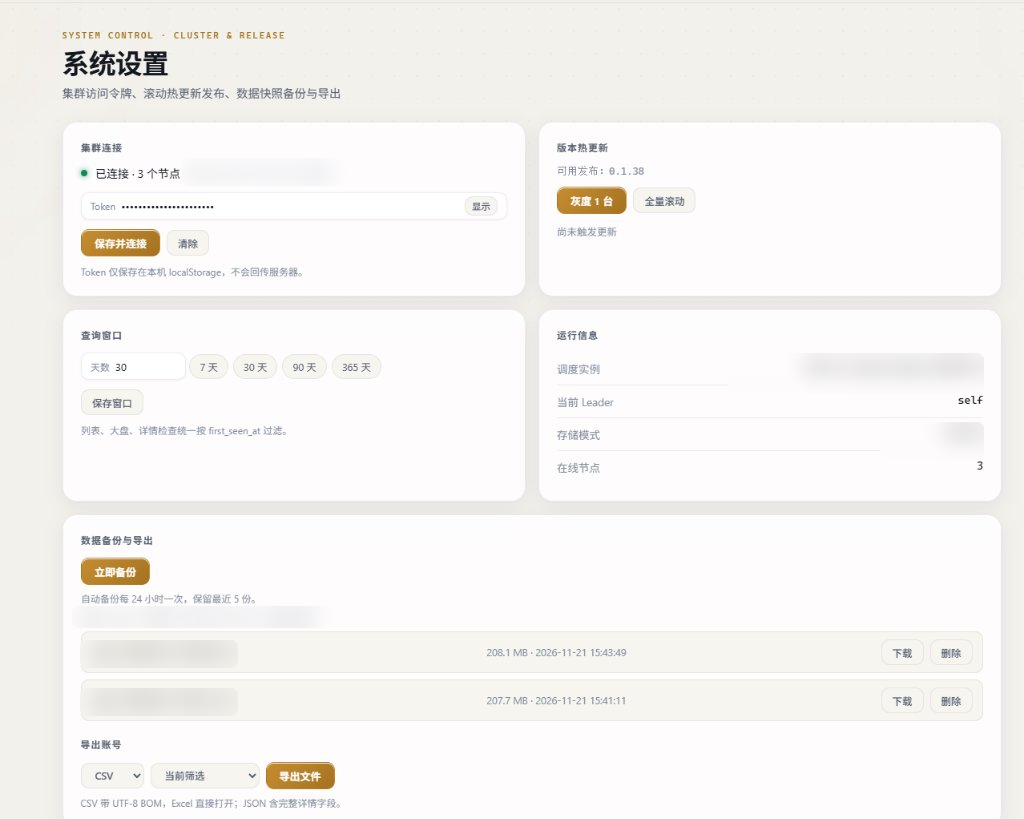 SYSTEM CONTROL · CLUSTER & RELEASE
系统设置
集群访问令牌、滚动热更新发布、数据快照备份与导出
集群连接
已连接 · 3 个节点
Token ••••••••••••••••••••••
显示
保存并连接 清除
Token 仅保存在本机 localStorage，不会回传服务器。
版本热更新
可用发布: 0.1.38
灰度 1 台 全量滚动
尚未触发更新
查询窗口
天数 30 7 天 30 天 90 天 365 天
保存窗口
列表、大盘、详情检查统一按 first_seen_at 过滤。
运行信息
调度实例
当前 Leader self
存储模式
在线节点 3
数据备份与导出
立即备份
自动备份每 24 小时一次，保留最近 5 份。
208.1 MB · 2026-11-21 15:43:49 下载 删除
207.7 MB · 2026-11-21 15:41:11 下载 删除
导出账号
CSV 当前筛选 导出文件
CSV 带 UTF-8 BOM，Excel 直接打开；JSON 含完整详情字段。